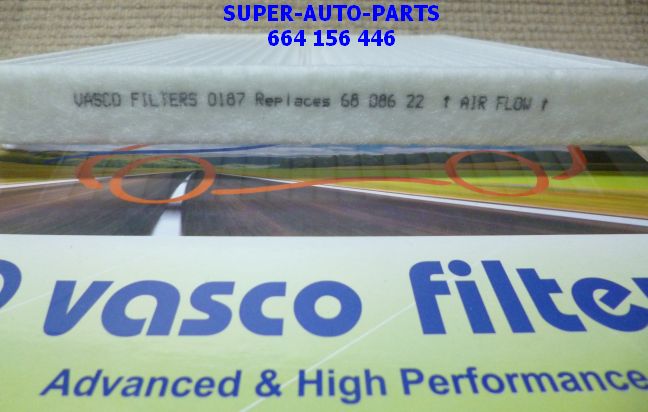 SUPER-AUTO-PARTS
664 156 446
VASCO FILTERS 0187 Replaces 68 086 22 ↑ AIR FLOW ↑
vasco filte
Advanced & High Performance